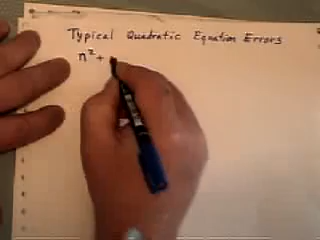 Typical Quadratic Equation Errors
n² +